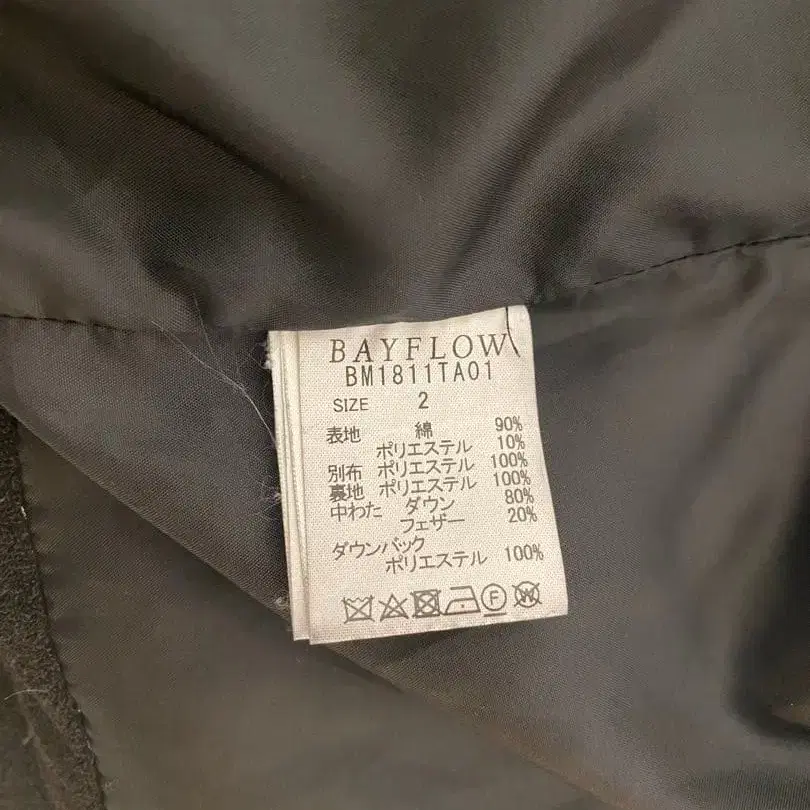 BAYFLOW
BM1811TA01
SIZE 2
表地 綿 90%
ポリエステル 10%
別布 ポリエステル 100%
裏地 ポリエステル 100%
中わた ダウン 80%
フェザー 20%
ダウンバック
ポリエステル 100%
F W